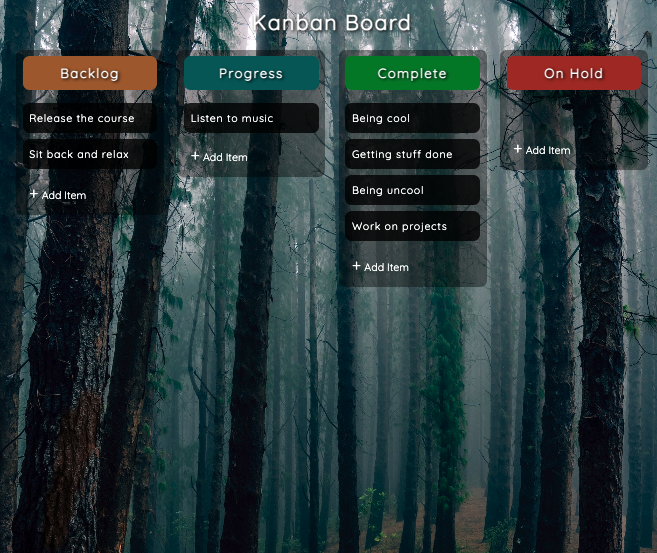 Kanban Board
Backlog
Release the course
Sit back and relax
+ Add Item
Progress
Listen to music
+ Add Item
Complete
Being cool
Getting stuff done
Being uncool
Work on projects
+ Add Item
On Hold
+ Add Item